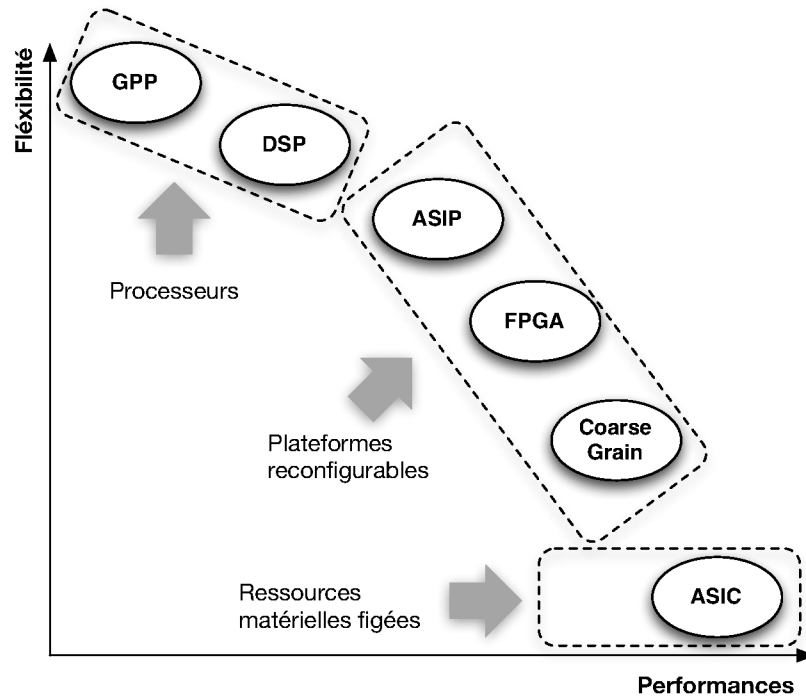 Fléxibilité
GPP
DSP
ASIP
Processeurs
FPGA
Coarse
Grain
Plateformes
reconfigurables
Ressources
matérielles figées
ASIC
Performances